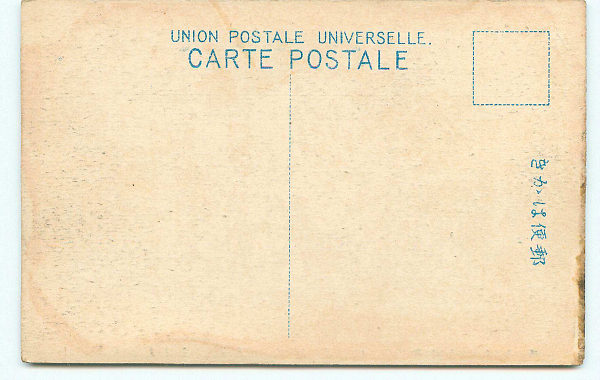 UNION POSTALE UNIVERSELLE.
CARTE POSTALE
郵便はかき